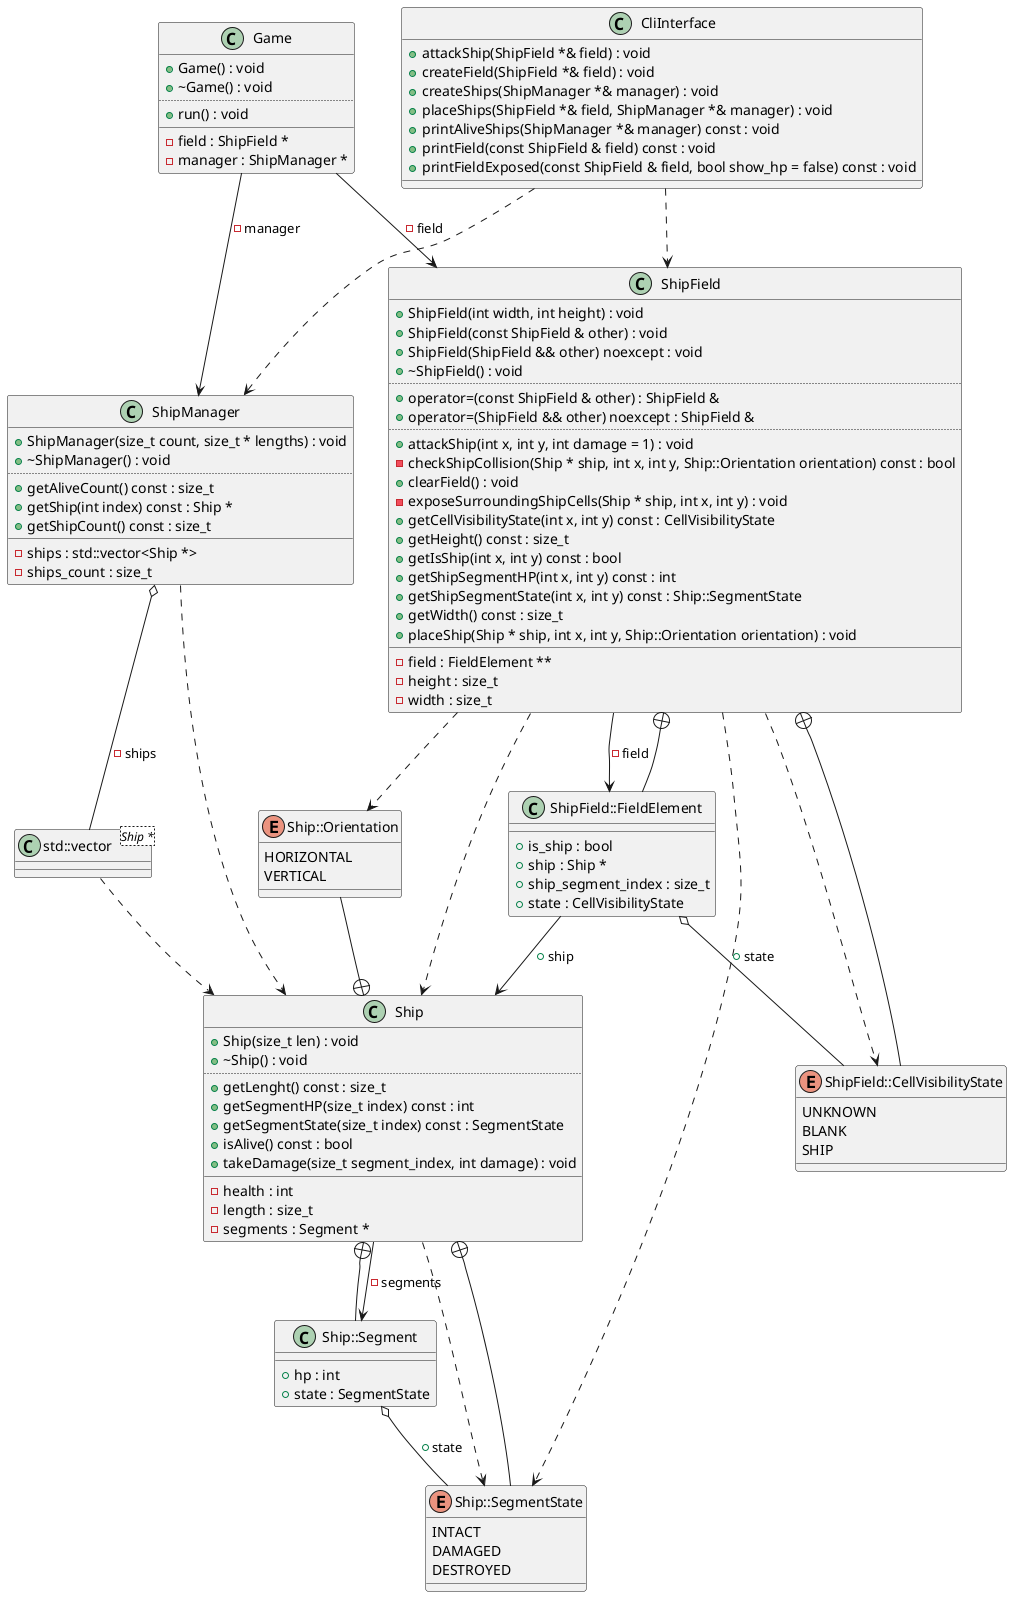 C Game
Game() : void
~Game() : void
run() : void
field : ShipField *
manager : ShipManager *
C CliInterface
attackShip(ShipField *& field) : void
createField(ShipField *& field) : void
createShips(ShipManager *& manager) : void
placeShips(ShipField *& field, ShipManager *& manager) : void
printAliveShips(ShipManager *& manager) const : void
printField(const ShipField & field) const : void
printFieldExposed(const ShipField & field, bool show_hp = false) const : void
manager
field
C ShipField
ShipField(int width, int height) : void
ShipField(const ShipField & other) : void
ShipField(ShipField && other) noexcept : void
~ShipField() : void
operator=(const ShipField & other) : ShipField &
operator=(ShipField && other) noexcept : ShipField &
attackShip(int x, int y, int damage = 1) : void
checkShipCollision(Ship * ship, int x, int y, Ship::Orientation orientation) const : bool
clearField() : void
exposeSurroundingShipCells(Ship * ship, int x, int y) : void
getCellVisibilityState(int x, int y) const : CellVisibilityState
getHeight() const : size_t
getIsShip(int x, int y) const : bool
getShipSegmentHP(int x, int y) const : int
getShipSegmentState(int x, int y) const : Ship::SegmentState
getWidth() const : size_t
placeShip(Ship * ship, int x, int y, Ship::Orientation orientation) : void
field : FieldElement **
height : size_t
width : size_t
C ShipManager
ShipManager(size_t count, size_t * lengths) : void
~ShipManager() : void
getAliveCount() const : size_t
getShip(int index) const : Ship *
getShipCount() const : size_t
ships : std::vector<Ship *>
ships_count : size_t
ships
field
C std::vector Ship *
E Ship::Orientation
HORIZONTAL
VERTICAL
C ShipField::FieldElement
is_ship : bool
ship : Ship *
ship_segment_index : size_t
state : CellVisibilityState
ship
state
C Ship
Ship(size_t len) : void
~Ship() : void
getLenght() const : size_t
getSegmentHP(size_t index) const : int
getSegmentState(size_t index) const : SegmentState
isAlive() const : bool
takeDamage(size_t segment_index, int damage) : void
health : int
length : size_t
segments : Segment *
E ShipField::CellVisibilityState
UNKNOWN
BLANK
SHIP
segments
C Ship::Segment
hp : int
state : SegmentState
state
E Ship::SegmentState
INTACT
DAMAGED
DESTROYED